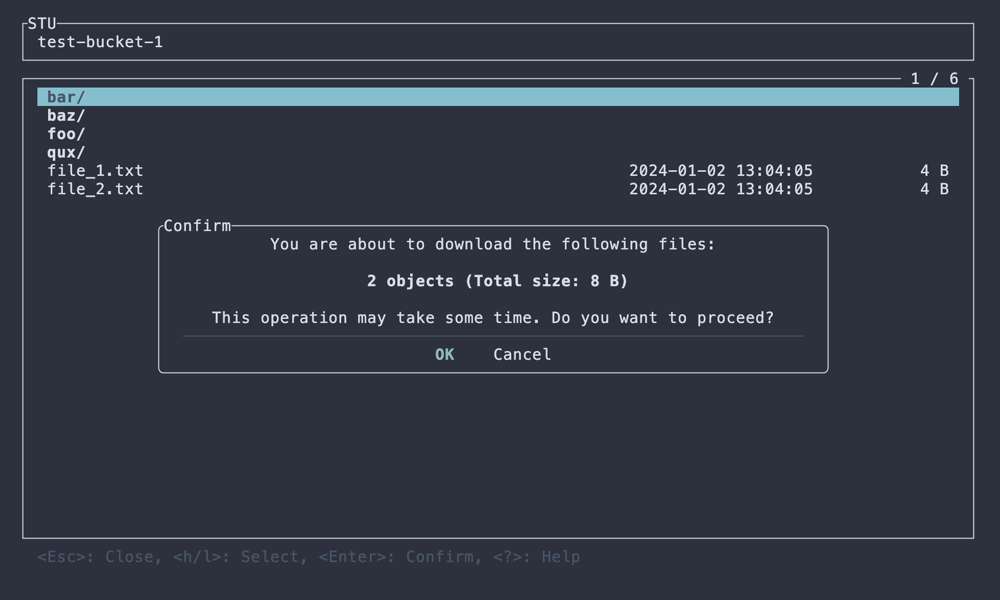 STU
test-bucket-1
1 / 6
bar/
baz/
foo/
qux/
file_1.txt 2024-01-02 13:04:05 4 B
file_2.txt 2024-01-02 13:04:05 4 B
Confirm
You are about to download the following files:
2 objects (Total size: 8 B)
This operation may take some time. Do you want to proceed?
OK Cancel
<Esc>: Close, <h/l>: Select, <Enter>: Confirm, <?>: Help